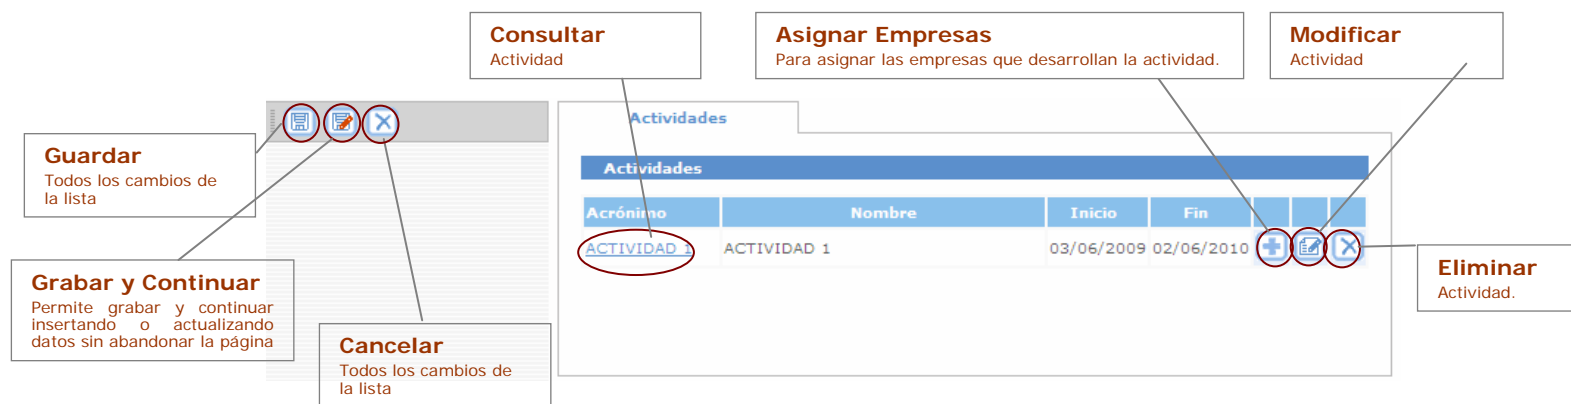 Consultar
Actividad
Asignar Empresas
Para asignar las empresas que desarrollan la actividad.
Modificar
Actividad
Guardar
Todos los cambios de
la lista
Grabar y Continuar
Permite grabar y continuar
insertando o actualizando
datos sin abandonar la página
Cancelar
Todos los cambios de
la lista
Actividades
Actividades
Acrónimo Nombre Inicio Fin
ACTIVIDAD 1 ACTIVIDAD 1 03/06/2009 02/06/2010
Eliminar
Actividad.